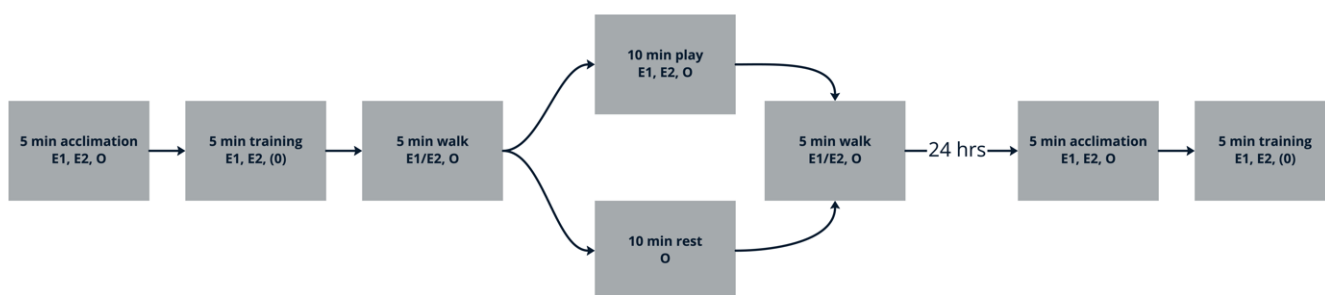 5 min acclimation
E1, E2, O
5 min training
E1, E2, (0)
5 min walk
E1/E2, O
10 min play
E1, E2, O
10 min rest
O
5 min walk
E1/E2, O
24 hrs
5 min acclimation
E1, E2, O
5 min training
E1, E2, (0)